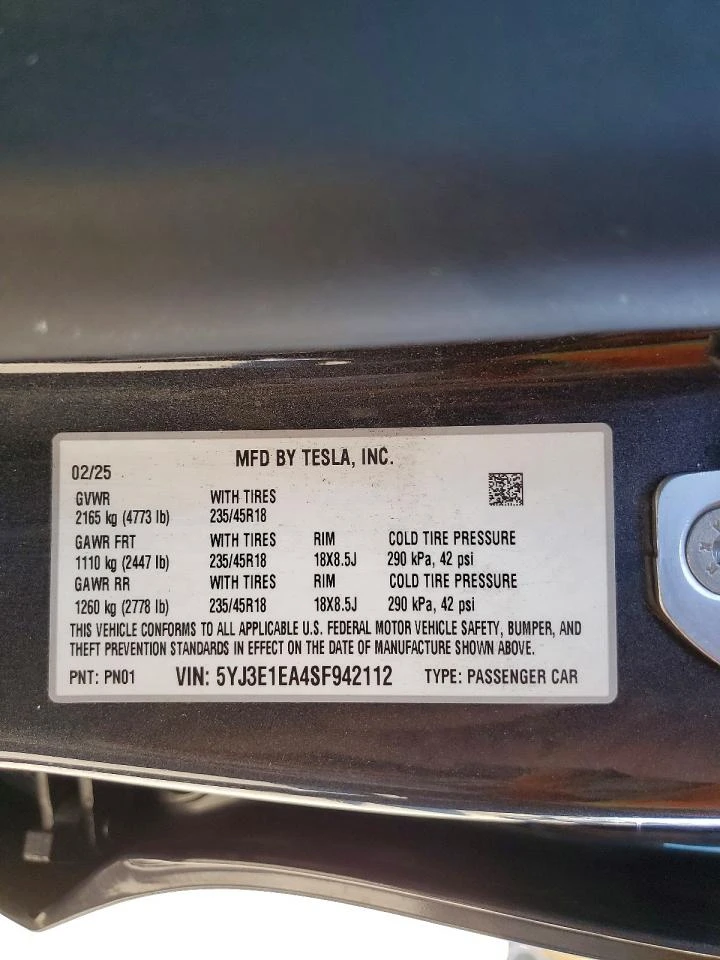 MFD BY TESLA, INC.
02/25
GVWR WITH TIRES
2165 kg (4773 lb) 235/45R18
GAWR FRT WITH TIRES RIM COLD TIRE PRESSURE
1110 kg (2447 lb) 235/45R18 18X8.5J 290 kPa, 42 psi
GAWR RR WITH TIRES RIM COLD TIRE PRESSURE
1260 kg (2778 lb) 235/45R18 18X8.5J 290 kPa, 42 psi
THIS VEHICLE CONFORMS TO ALL APPLICABLE U.S. FEDERAL MOTOR VEHICLE SAFETY, BUMPER, AND
THEFT PREVENTION STANDARDS IN EFFECT ON THE DATE OF MANUFACTURE SHOWN ABOVE.
PNT: PN01 VIN: 5YJ3E1EA4SF942112 TYPE: PASSENGER CAR